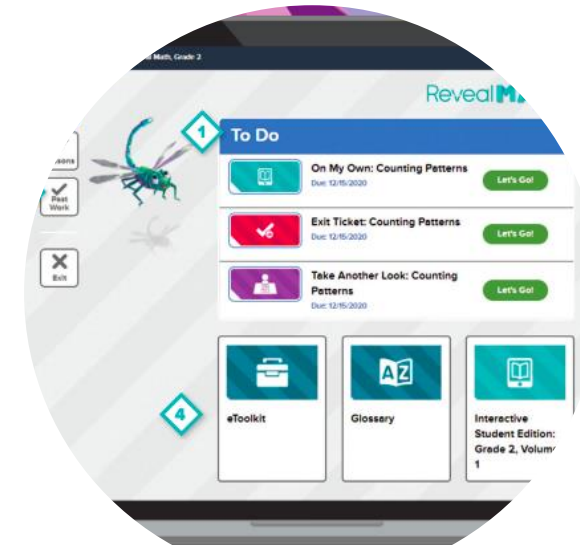 Math, Grade 2
Reveal
1
To Do
On My Own: Counting Patterns
Due: 12/15/2020
Let's Go!
Exit Ticket: Counting Patterns
Due: 12/15/2020
Let's Go!
Take Another Look: Counting
Patterns
Due: 12/15/2020
Let's Go!
Past
Work
Exit
4
AZ
eToolkit
Glossary
Interactive
Student Edition:
Grade 2, Volum
1